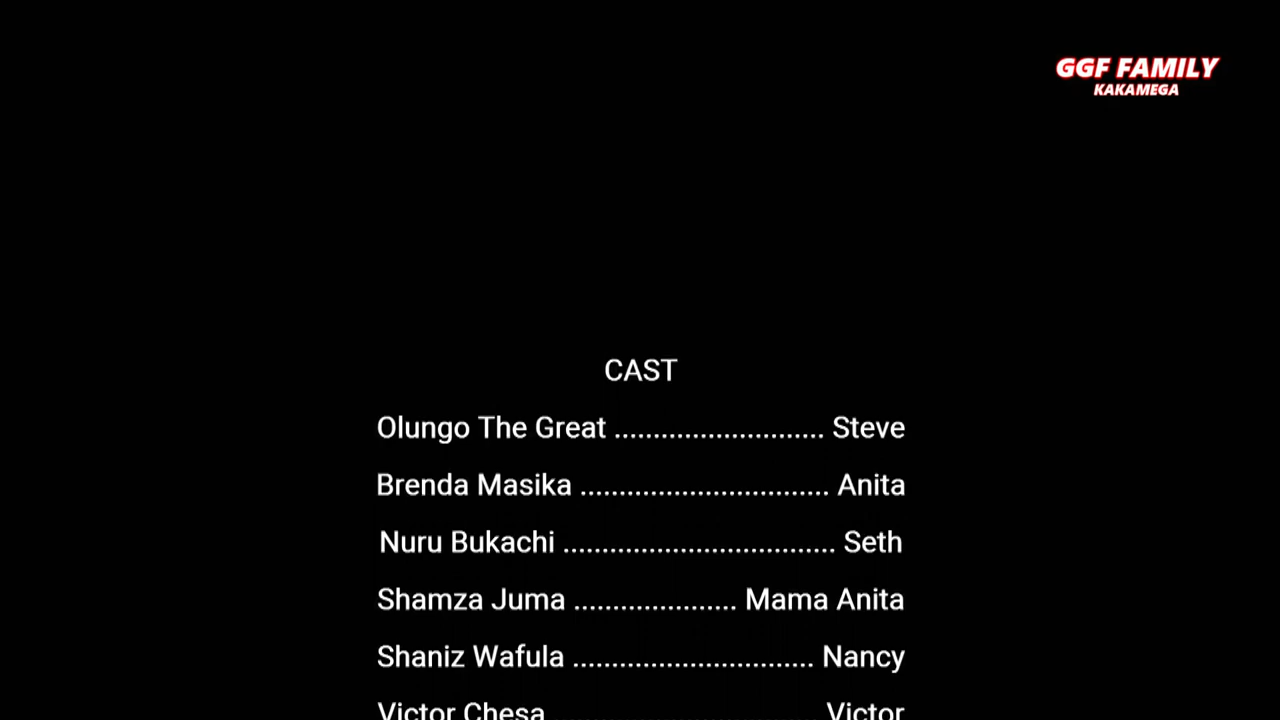 GGF FAMILY
KAKAMEGA
CAST
Olungo The Great ........................... Steve
Brenda Masika ................................ Anita
Nuru Bukachi ................................... Seth
Shamza Juma ..................... Mama Anita
Shaniz Wafula ............................... Nancy
Victor Chesa ................................... Victor